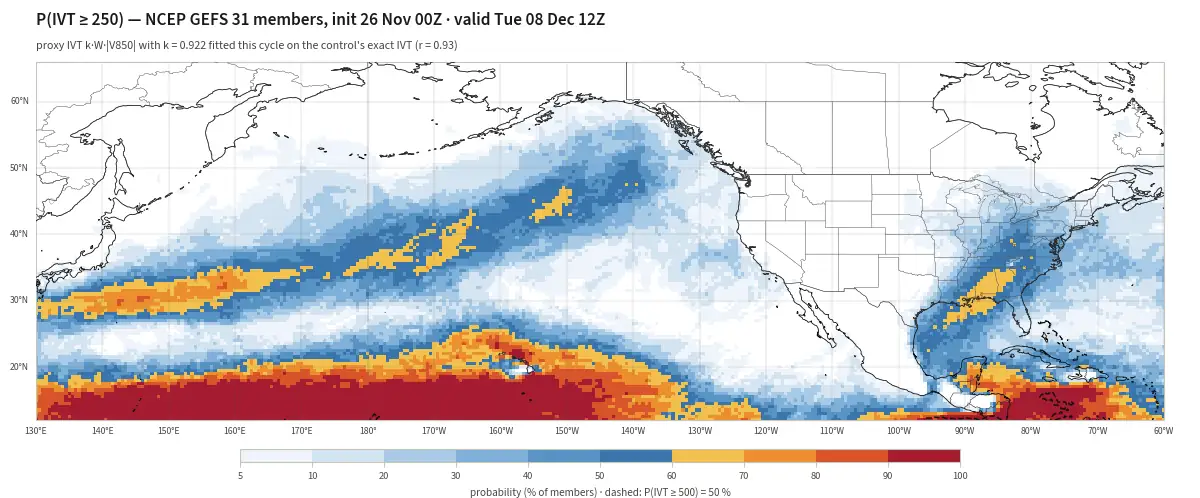 P(IVT ≥ 250) — NCEP GEFS 31 members, init 26 Nov 00Z · valid Tue 08 Dec 12Z
proxy IVT k·W·|V850| with k = 0.922 fitted this cycle on the control's exact IVT (r = 0.93)
60°N
50°N
40°N
30°N
20°N
130°E 140°E 150°E 160°E 170°E 180° 170°W 160°W 150°W 140°W 130°W 120°W 110°W 100°W 90°W 80°W 70°W 60°W
5 10 20 30 40 50 60 70 80 90 100
probability (% of members) · dashed: P(IVT ≥ 500) = 50 %